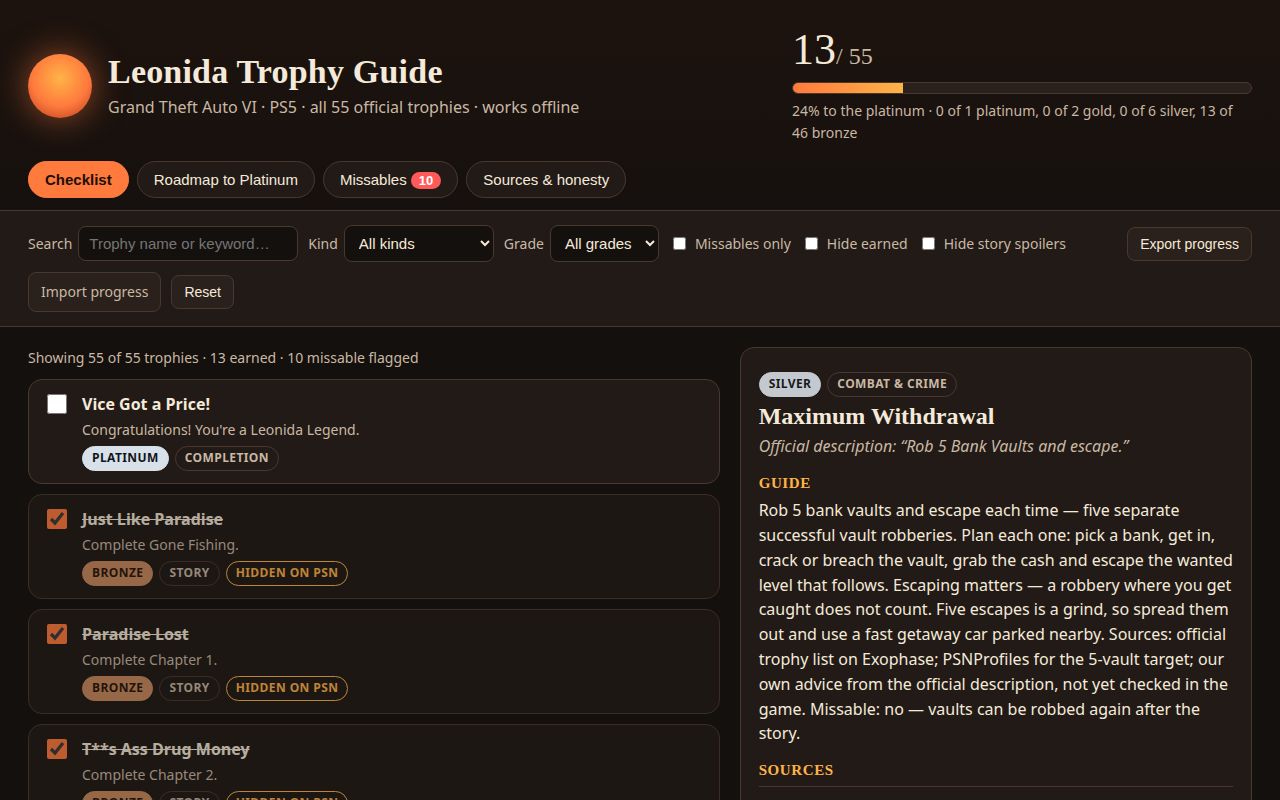 Leonida Trophy Guide
Grand Theft Auto VI · PS5 · all 55 official trophies · works offline
13 / 55
24% to the platinum · 0 of 1 platinum, 0 of 2 gold, 0 of 6 silver, 13 of
46 bronze
Checklist
Roadmap to Platinum
Missables 10
Sources & honesty
Search Trophy name or keyword… Kind All kinds Grade All grades Missables only Hide earned Hide story spoilers Export progress
Import progress Reset
Showing 55 of 55 trophies · 13 earned · 10 missable flagged
Vice Got a Price!
Congratulations! You're a Leonida Legend.
PLATINUM COMPLETION
Just Like Paradise
Complete Gone Fishing.
BRONZE STORY HIDDEN ON PSN
Paradise Lost
Complete Chapter 1.
BRONZE STORY HIDDEN ON PSN
T**s Ass Drug Money
Complete Chapter 2.
BRONZE STORY HIDDEN ON PSN
SILVER COMBAT & CRIME
Maximum Withdrawal
Official description: “Rob 5 Bank Vaults and escape.”
GUIDE
Rob 5 bank vaults and escape each time — five separate
successful vault robberies. Plan each one: pick a bank, get in,
crack or breach the vault, grab the cash and escape the wanted
level that follows. Escaping matters — a robbery where you get
caught does not count. Five escapes is a grind, so spread them
out and use a fast getaway car parked nearby. Sources: official
trophy list on Exophase; PSNProfiles for the 5-vault target; our
own advice from the official description, not yet checked in the
game. Missable: no — vaults can be robbed again after the
story.
SOURCES